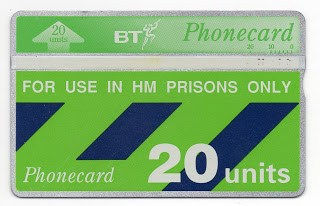 20 units
BT
Phonecard
20 10 0
FOR USE IN HM PRISONS ONLY
Phonecard
20 units